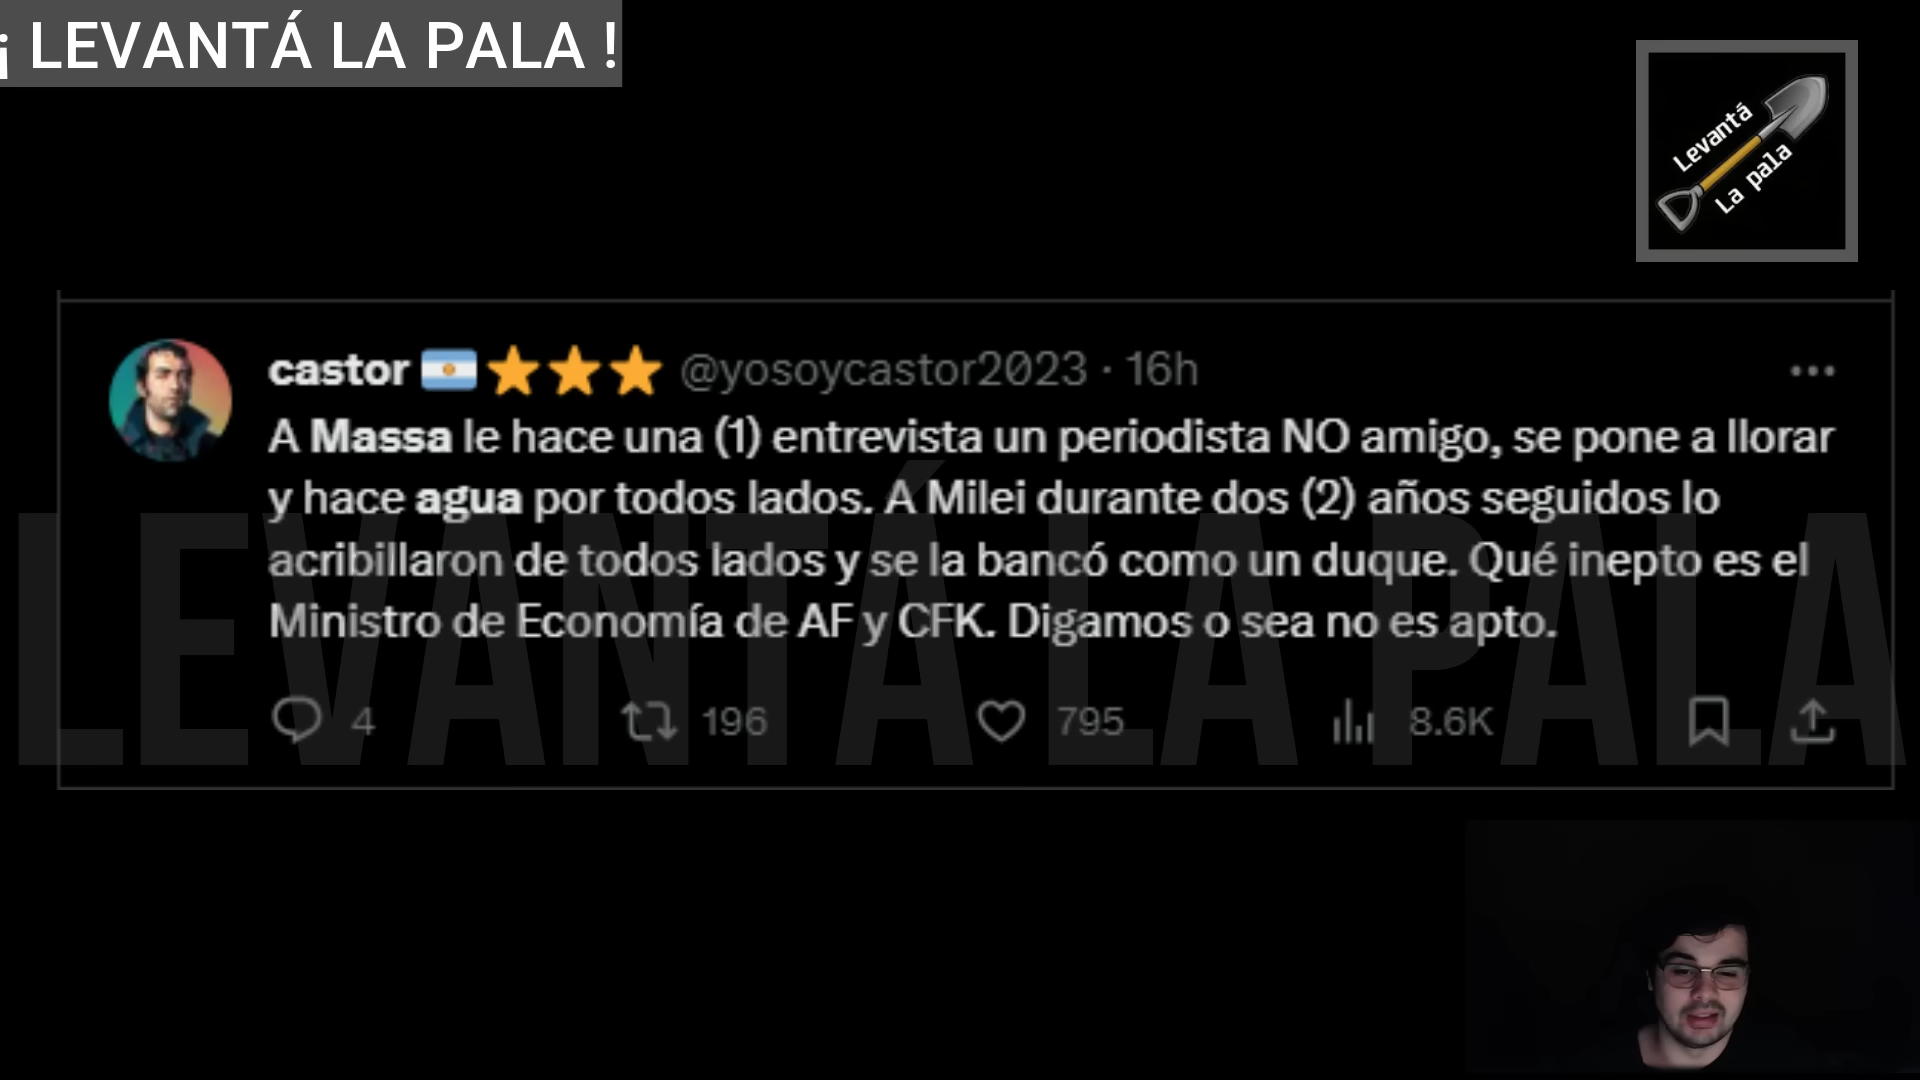 ¡ LEVANTÁ LA PALA !
Levantá
La pala
castor @yosoycastor2023 · 16h
A Massa le hace una (1) entrevista un periodista NO amigo, se pone a llorar
y hace agua por todos lados. A Milei durante dos (2) años seguidos lo
acribillaron de todos lados y se la bancó como un duque. Qué inepto es el
Ministro de Economía de AF y CFK. Digamos o sea no es apto.
4 196 795 8.6K
LEVANTÁ LA PALA